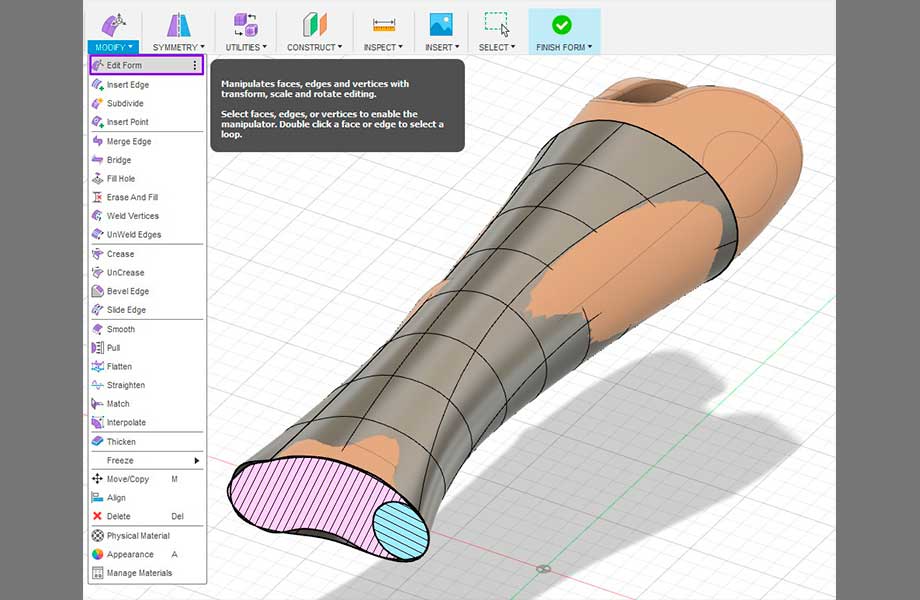 MODIFY SYMMETRY UTILITIES CONSTRUCT INSPECT INSERT SELECT FINISH FORM
Edit Form
Manipulates faces, edges and vertices with
transform, scale and rotate editing.
Select faces, edges, or vertices to enable the
manipulator. Double click a face or edge to select a
loop.
Insert Edge
Subdivide
Insert Point
Merge Edge
Bridge
Fill Hole
Erase And Fill
Weld Vertices
UnWeld Edges
Crease
UnCrease
Bevel Edge
Slide Edge
Smooth
Pull
Flatten
Straighten
Match
Interpolate
Thicken
Freeze
Move/Copy M
Align
Delete Del
Physical Material
Appearance A
Manage Materials